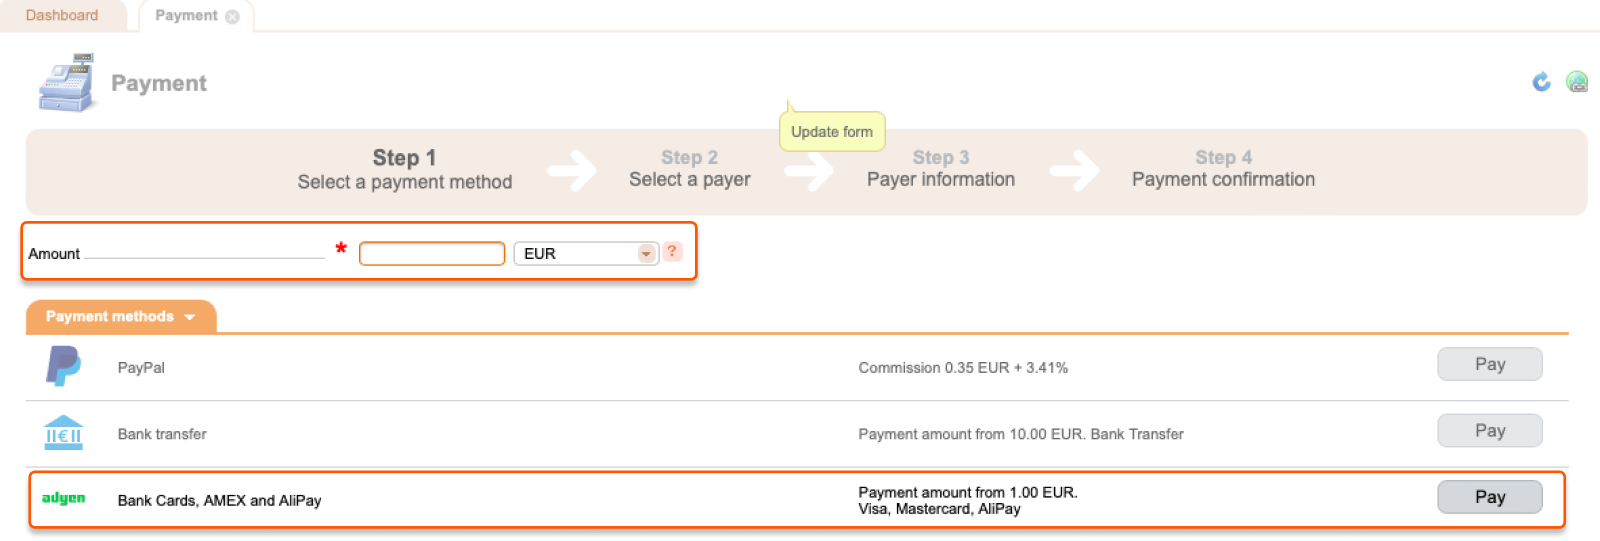 Dashboard
Payment
Payment
Update form
Step 1
Select a payment method
Step 2
Select a payer
Step 3
Payer information
Step 4
Payment confirmation
Amount * EUR ?
Payment methods
PayPal
Commission 0.35 EUR + 3.41%
Pay
Bank transfer
Payment amount from 10.00 EUR. Bank Transfer
Pay
adyen
Bank Cards, AMEX and AliPay
Payment amount from 1.00 EUR.
Visa, Mastercard, AliPay
Pay